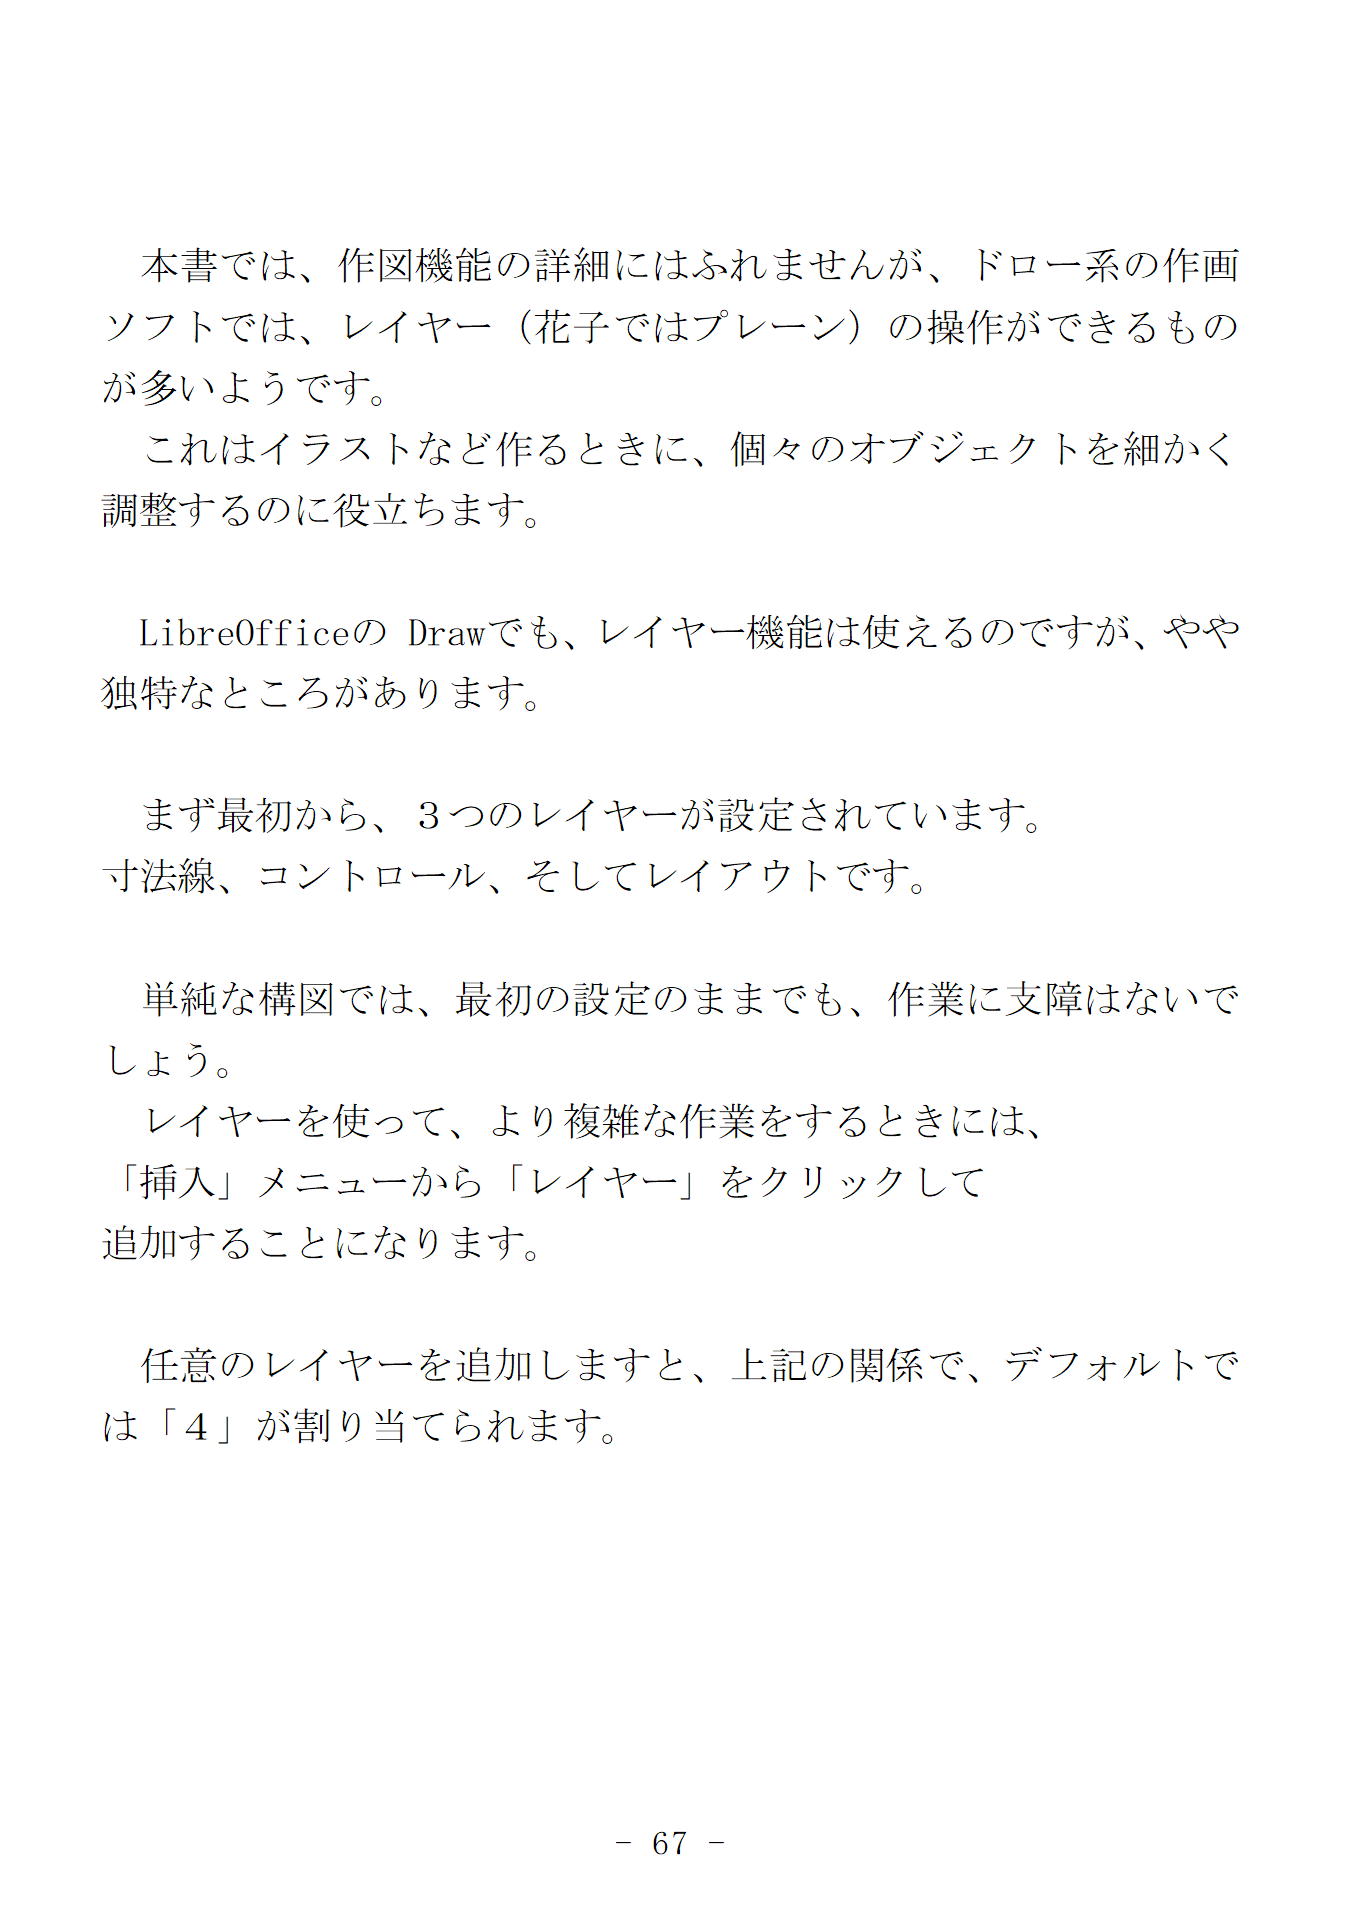 本書では、作図機能の詳細にはふれませんが、ドロー系の作画
ソフトでは、レイヤー（花子ではプレーン）の操作ができるもの
が多いようです。
　これはイラストなど作るときに、個々のオブジェクトを細かく
調整するのに役立ちます。
　LibreOfficeの Drawでも、レイヤー機能は使えるのですが、やや
独特なところがあります。
　まず最初から、３つのレイヤーが設定されています。
寸法線、コントロール、そしてレイアウトです。
　単純な構図では、最初の設定のままでも、作業に支障はないで
しょう。
　レイヤーを使って、より複雑な作業をするときには、
「挿入」メニューから「レイヤー」をクリックして
追加することになります。
　任意のレイヤーを追加しますと、上記の関係で、デフォルトで
は「４」が割り当てられます。
- 67 -